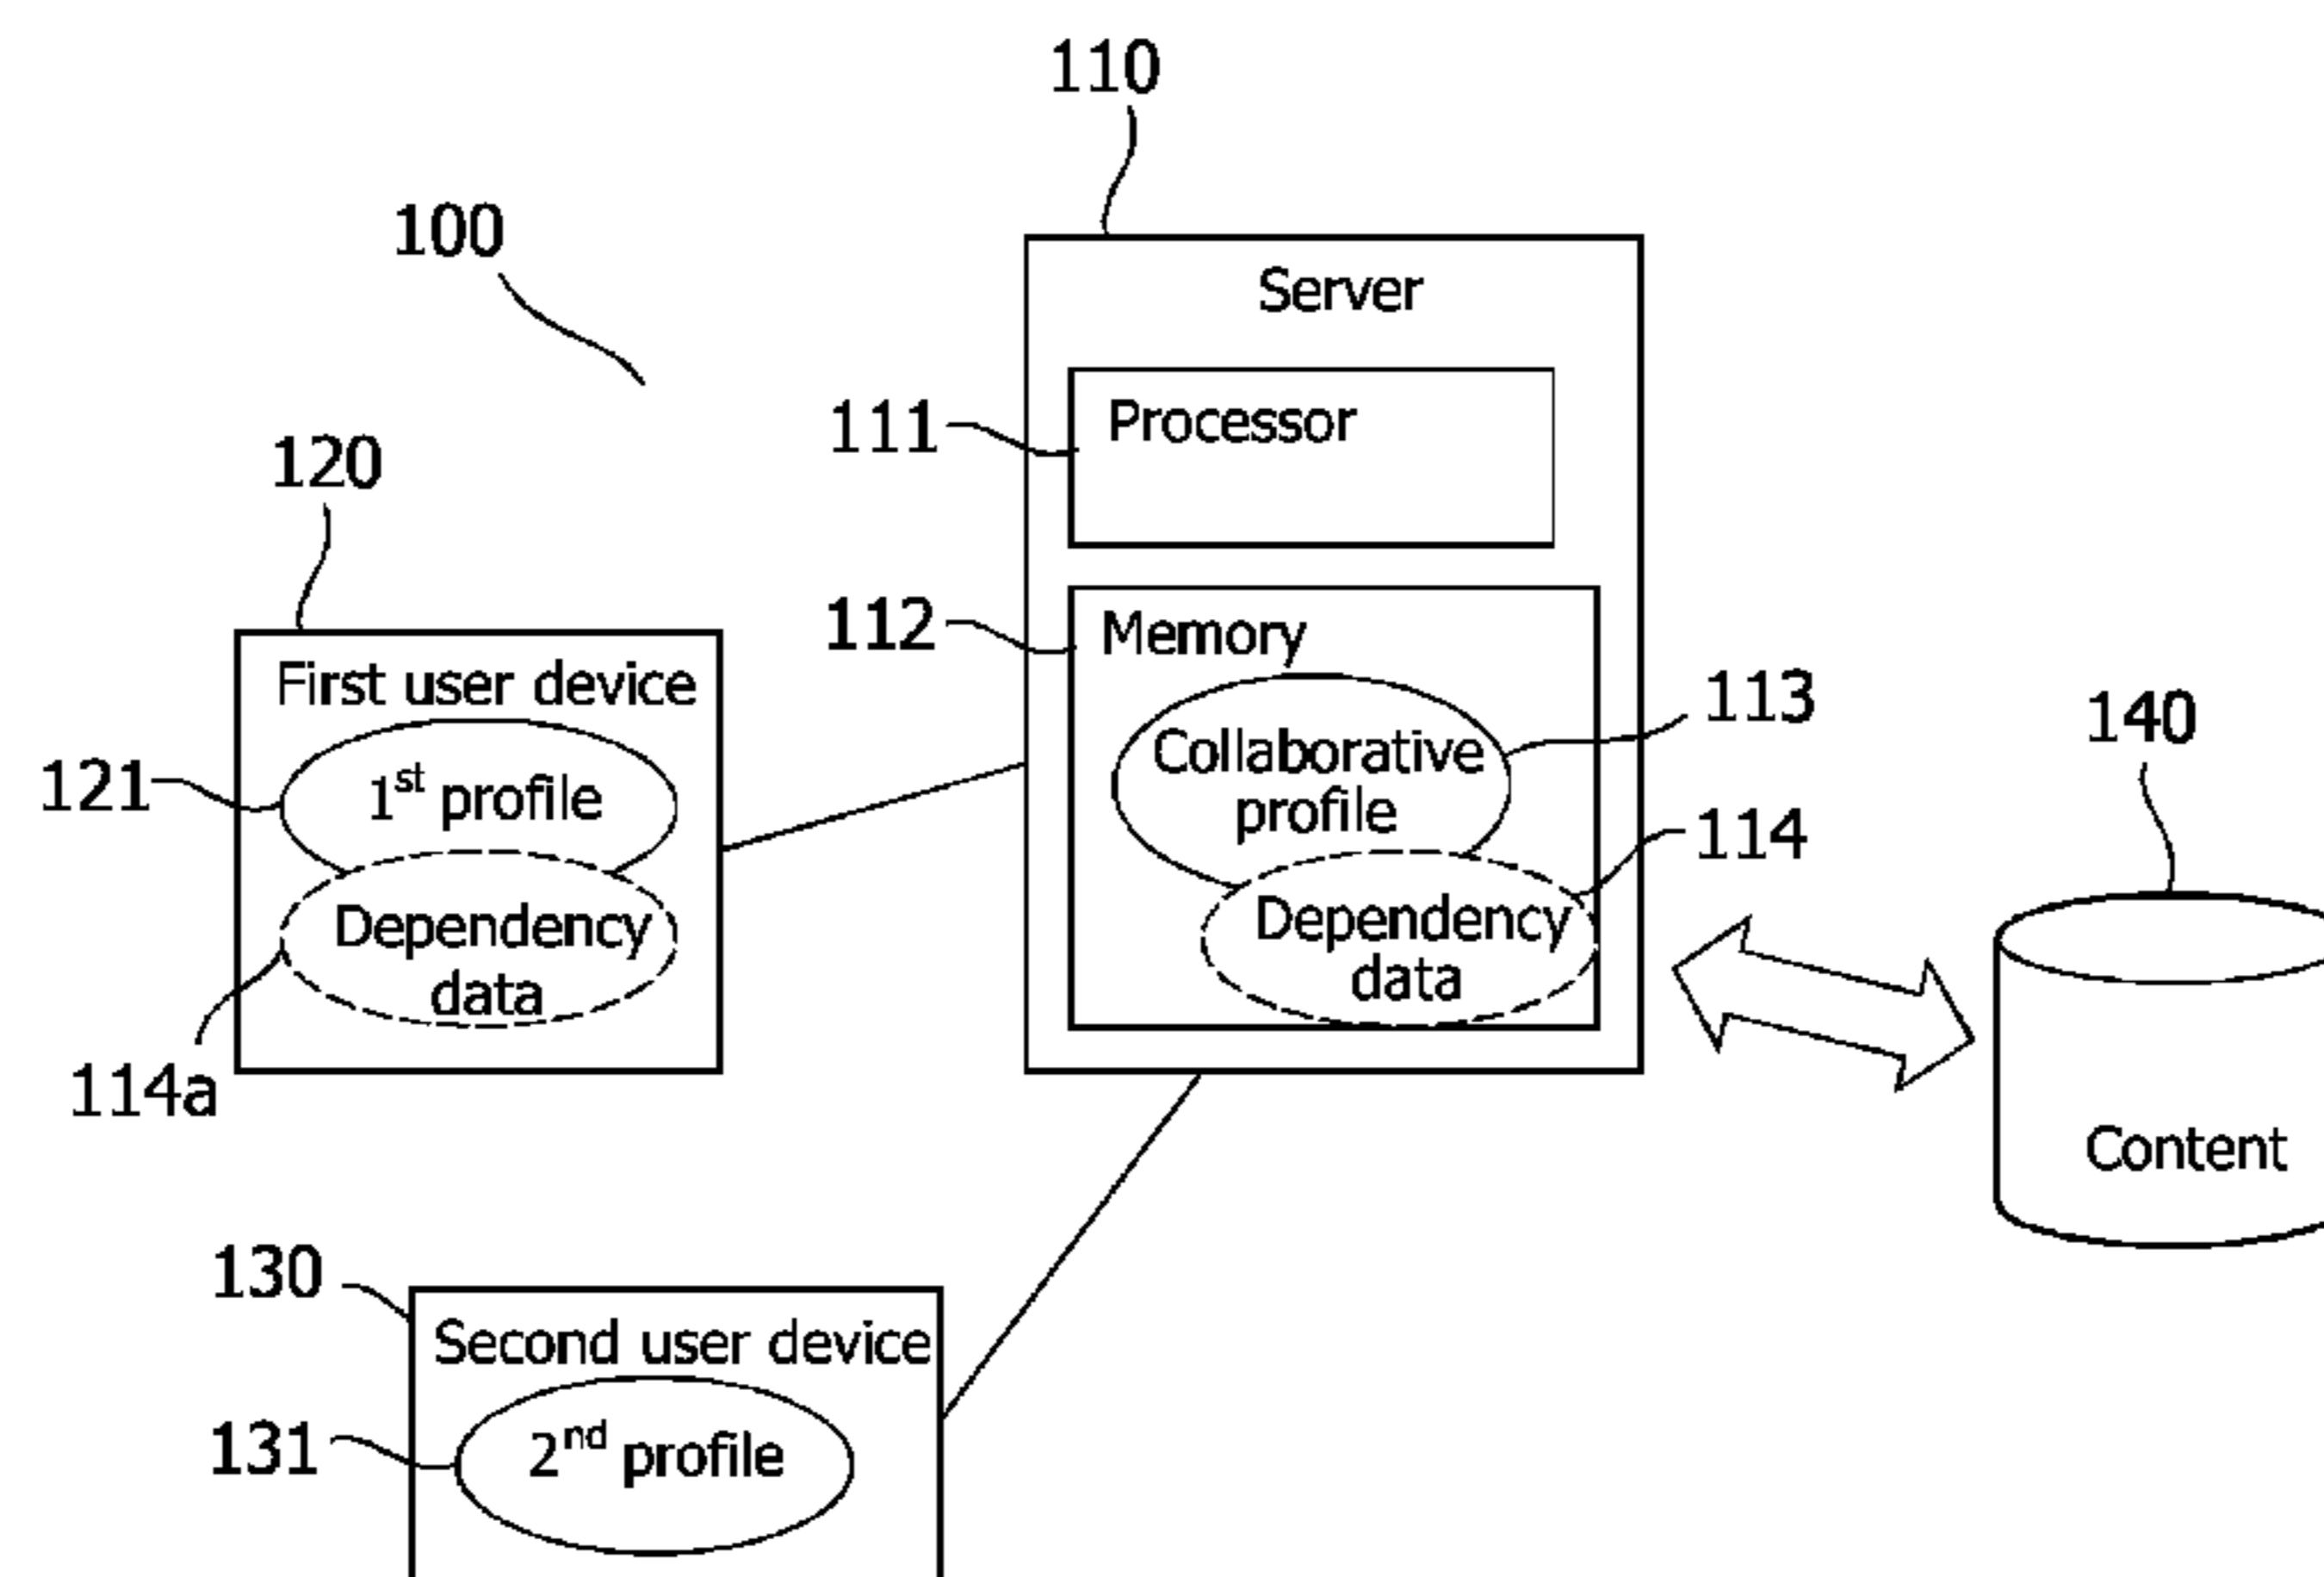 110
100
Server
111
Processor
120
112
Memory
First user device
113
140
121
1st profile
Collaborative
profile
114
Dependency
data
Dependency
data
114a
Content
130
Second user device
131
2nd profile